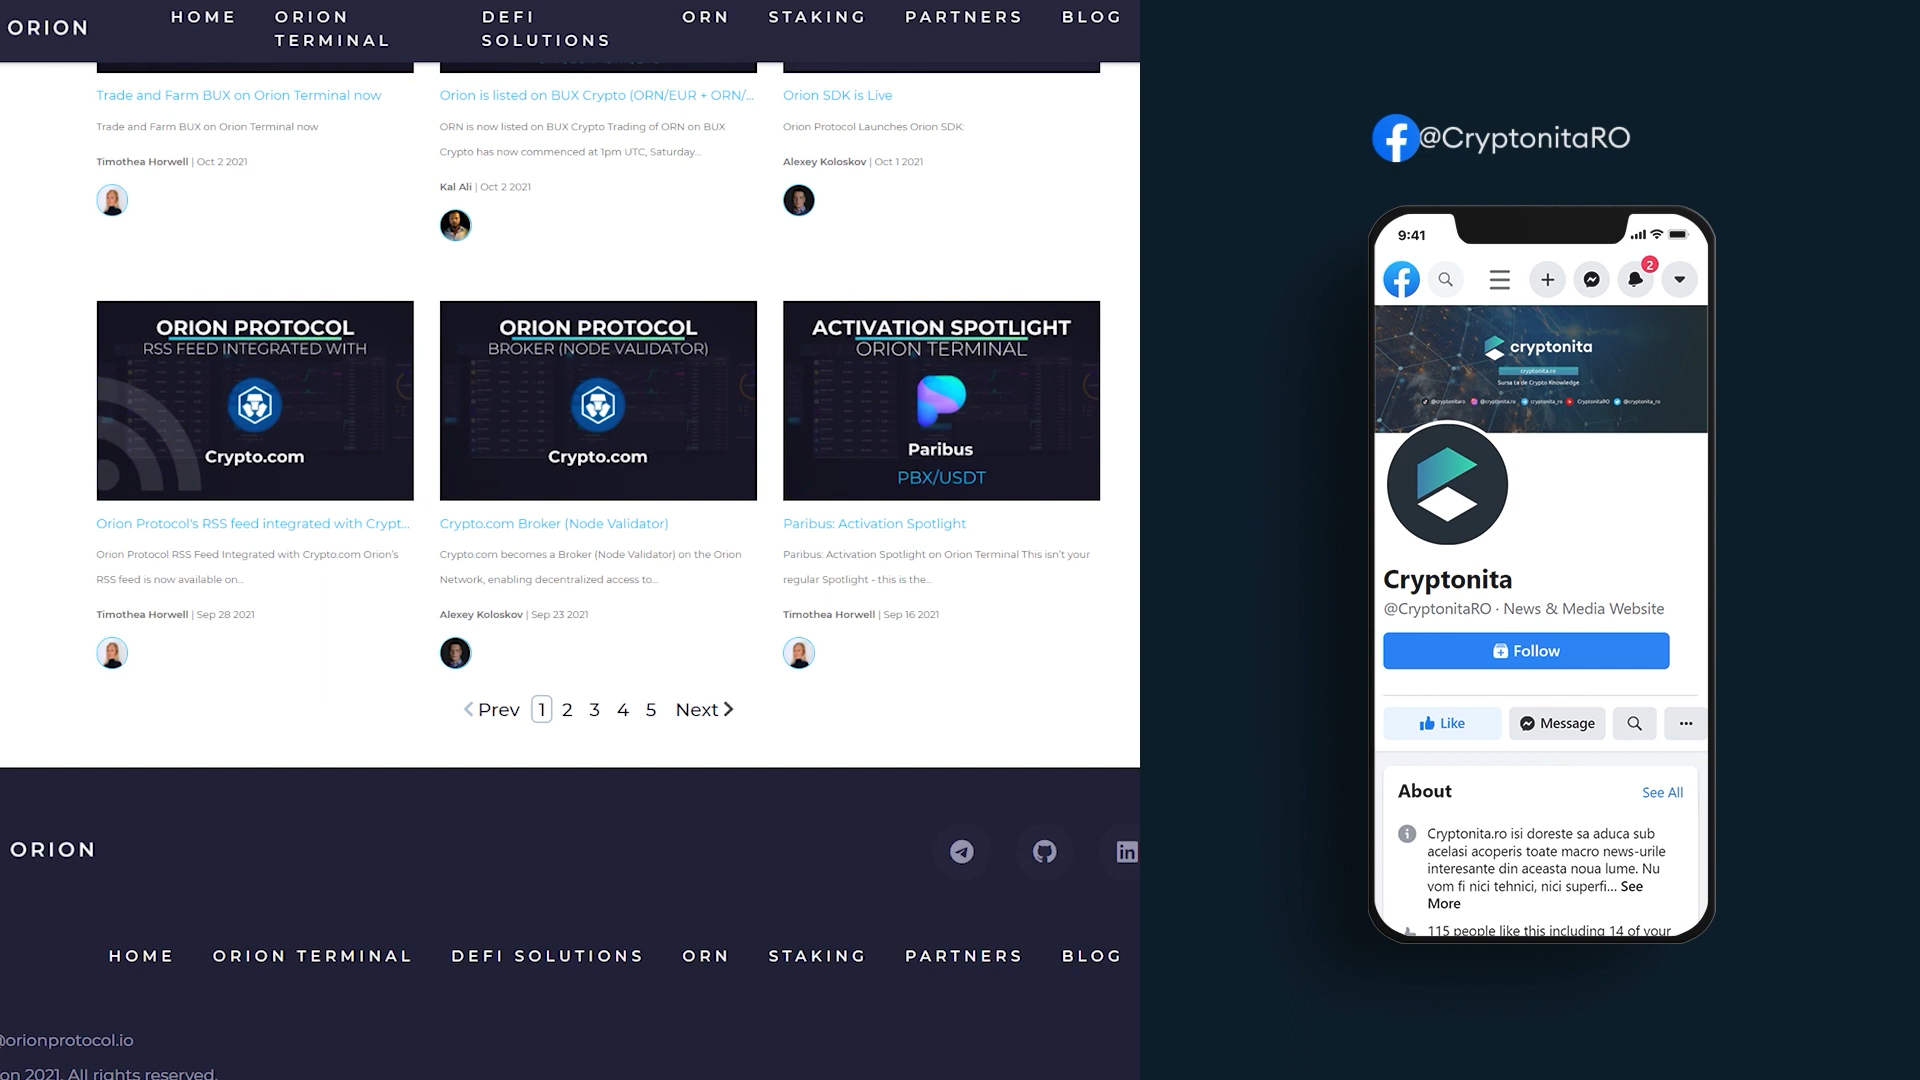 ORION
HOME
ORION
TERMINAL
DEFI
SOLUTIONS
ORN
STAKING
PARTNERS
BLOG
Trade and Farm BUX on Orion Terminal now
Trade and Farm BUX on Orion Terminal now
Timothea Horwell | Oct 2 2021
Orion is listed on BUX Crypto (ORN/EUR + ORN/...
ORN is now listed on BUX Crypto Trading of ORN on BUX
Crypto has now commenced at 1pm UTC, Saturday...
Kal Ali | Oct 2 2021
Orion SDK is Live
Orion Protocol Launches Orion SDK:
Alexey Koloskov | Oct 1 2021
ORION PROTOCOL
RSS FEED INTEGRATED WITH
Crypto.com
Orion Protocol's RSS feed integrated with Crypt...
Orion Protocol RSS Feed Integrated with Crypto.com Orion's
RSS feed is now available on...
Timothea Horwell | Sep 28 2021
ORION PROTOCOL
BROKER (NODE VALIDATOR)
Crypto.com
Crypto.com Broker (Node Validator)
Crypto.com becomes a Broker (Node Validator) on the Orion
Network, enabling decentralized access to...
Alexey Koloskov | Sep 23 2021
ACTIVATION SPOTLIGHT
ORION TERMINAL
Paribus
PBX/USDT
Paribus: Activation Spotlight
Paribus: Activation Spotlight on Orion Terminal This isn't your
regular Spotlight - this is the...
Timothea Horwell | Sep 16 2021
Prev 1 2 3 4 5 Next
ORION
HOME
ORION TERMINAL
DEFI SOLUTIONS
ORN
STAKING
PARTNERS
BLOG
@orionprotocol.io
on 2021. All rights reserved.
@CryptonitaRO
9:41
2
cryptonita
cryptonita.ro
Sursa ta de Crypto Knowledge
@cryptonitaro @cryptonita.ro cryptonita_ro CryptonitaRO @cryptonita_ro
Cryptonita
@CryptonitaRO · News & Media Website
Follow
Like
Message
About
See All
Cryptonita.ro isi doreste sa aduca sub
acelasi acoperis toate macro news-urile
interesante din aceasta noua lume. Nu
vom fi nici tehnici, nici superfi... See
More
115 people like this including 14 of your